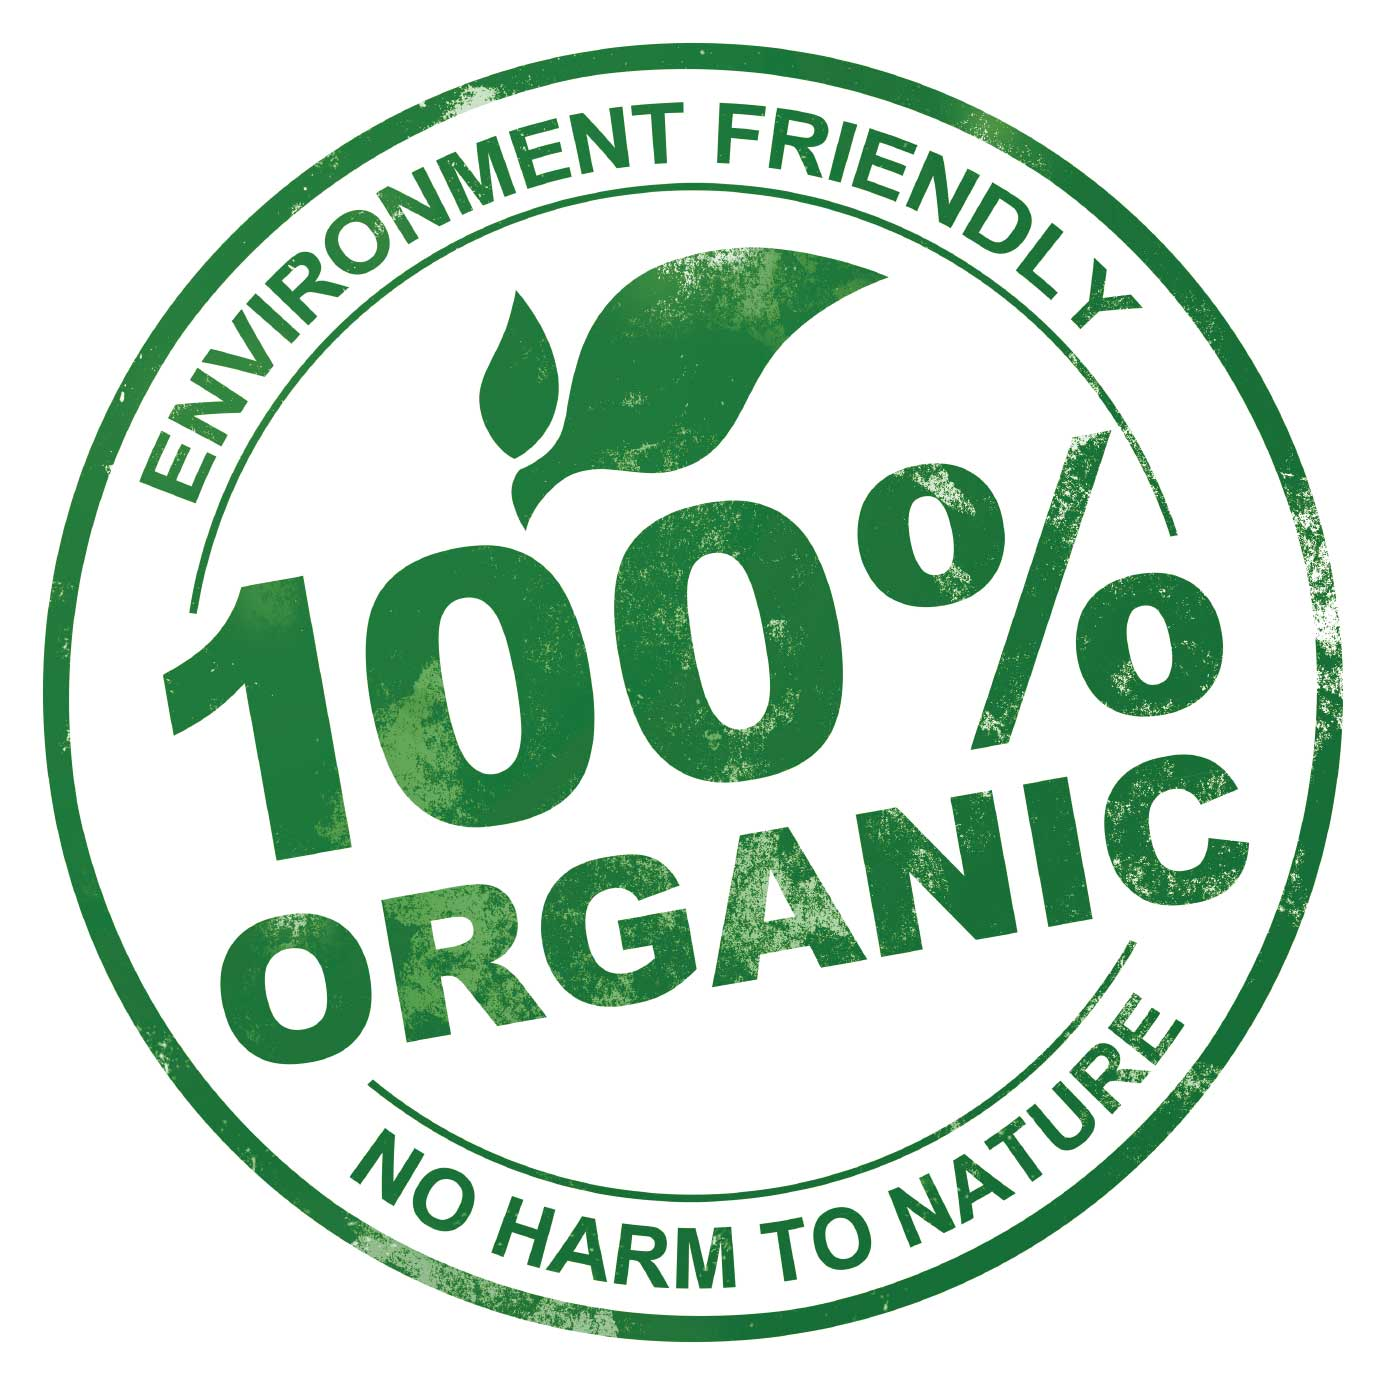 ENVIRONMENT FRIENDLY
100%
ORGANIC
NO HARM TO NATURE